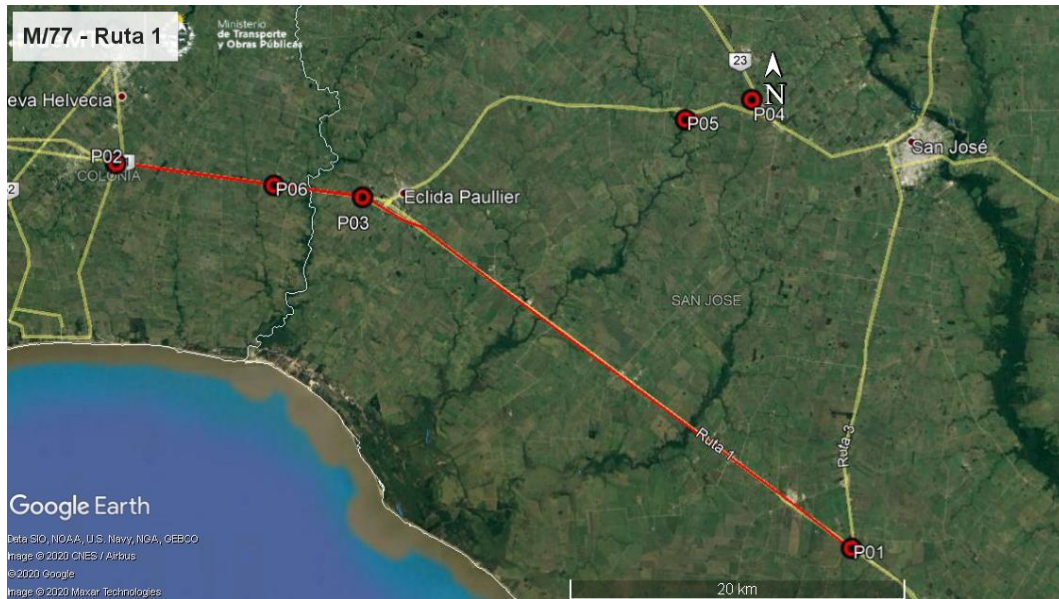 M/77 - Ruta 1
Ministerio
de Transporte
y Obras Públicas
23
N
eva Helvecia
P04
P05
San José
P02
COLONIA
P06
Eclida Paullier
P03
SAN JOSE
Ruta 1
Ruta 3
Google Earth
Data SIO, NOAA, U.S. Navy, NGA, GEBCO
Image © 2020 CNES / Airbus
©2020 Google
Image © 2020 Maxar Technologies
P01
20 km